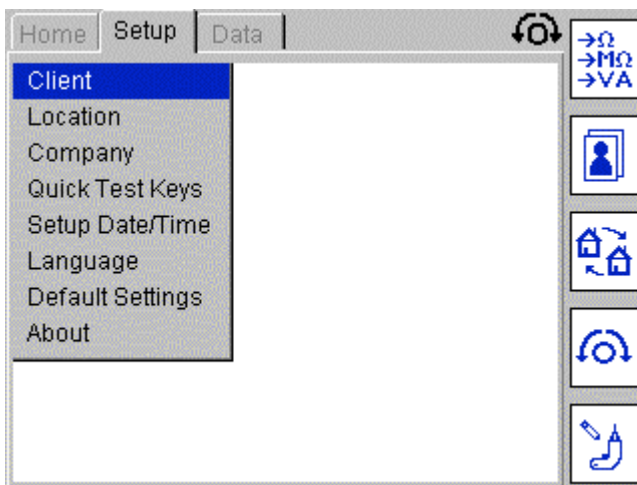 Home Setup Data
→Ω
→MΩ
→VA
Client
Location
Company
Quick Test Keys
Setup Date/Time
Language
Default Settings
About